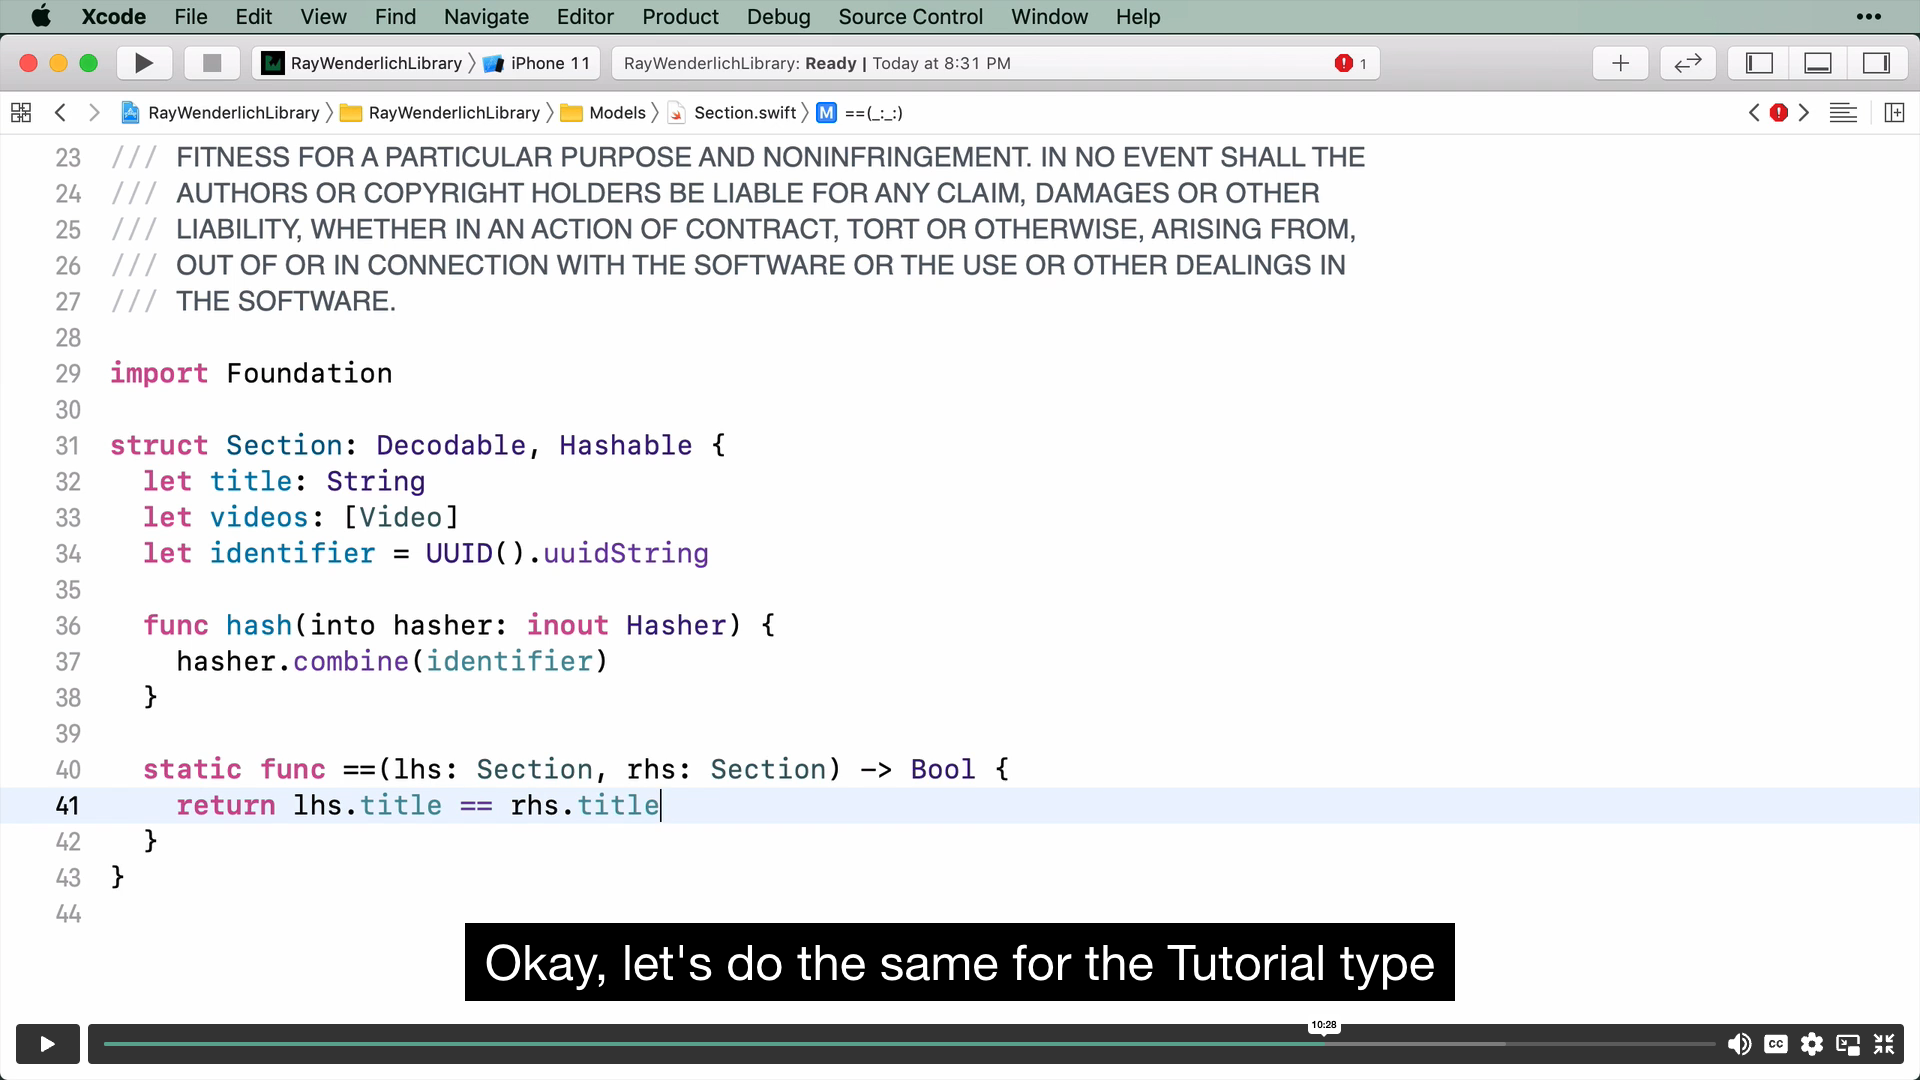 Xcode File Edit View Find Navigate Editor Product Debug Source Control Window Help
RayWenderlichLibrary iPhone 11 RayWenderlichLibrary: Ready | Today at 8:31 PM 1
RayWenderlichLibrary RayWenderlichLibrary Models Section.swift M ==(_:_:)
23 /// FITNESS FOR A PARTICULAR PURPOSE AND NONINFRINGEMENT. IN NO EVENT SHALL THE
24 /// AUTHORS OR COPYRIGHT HOLDERS BE LIABLE FOR ANY CLAIM, DAMAGES OR OTHER
25 /// LIABILITY, WHETHER IN AN ACTION OF CONTRACT, TORT OR OTHERWISE, ARISING FROM,
26 /// OUT OF OR IN CONNECTION WITH THE SOFTWARE OR THE USE OR OTHER DEALINGS IN
27 /// THE SOFTWARE.
28
29 import Foundation
30
31 struct Section: Decodable, Hashable {
32 let title: String
33 let videos: [Video]
34 let identifier = UUID().uuidString
35
36 func hash(into hasher: inout Hasher) {
37 hasher.combine(identifier)
38 }
39
40 static func ==(lhs: Section, rhs: Section) -> Bool {
41 return lhs.title == rhs.title
42 }
43 }
44
Okay, let's do the same for the Tutorial type
10:28
CC